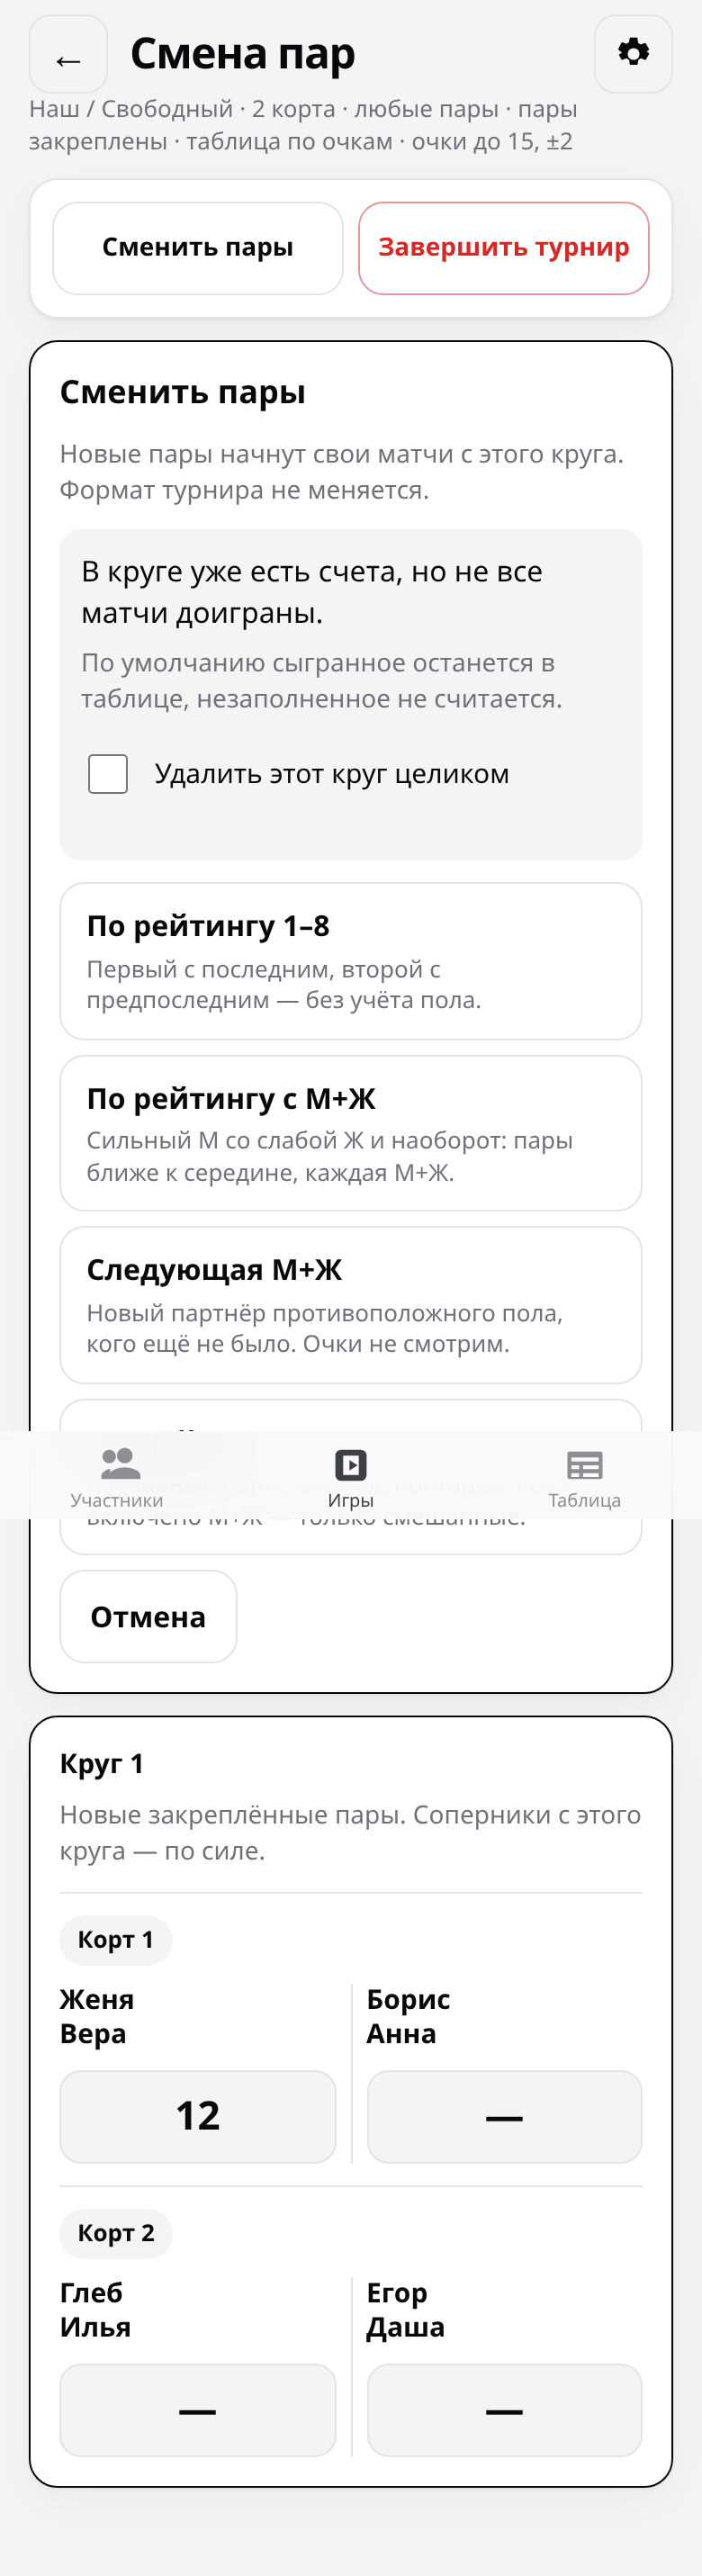 ←
Смена пар
Наш / Свободный · 2 корта · любые пары · пары
закреплены · таблица по очкам · очки до 15, ±2
Сменить пары
Завершить турнир
Сменить пары
Новые пары начнут свои матчи с этого круга.
Формат турнира не меняется.
В круге уже есть счета, но не все
матчи доиграны.
По умолчанию сыгранное останется в
таблице, незаполненное не считается.
Удалить этот круг целиком
По рейтингу 1–8
Первый с последним, второй с
предпоследним — без учёта пола.
По рейтингу с М+Ж
Сильный М со слабой Ж и наоборот: пары
ближе к середине, каждая М+Ж.
Следующая М+Ж
Новый партнёр противоположного пола,
кого ещё не было. Очки не смотрим.
Участники
Игры
Таблица
включено М+Ж — только смешанные.
Отмена
Круг 1
Новые закреплённые пары. Соперники с этого
круга — по силе.
Корт 1
Женя
Вера
Борис
Анна
12
—
Корт 2
Глеб
Илья
Егор
Даша
—
—